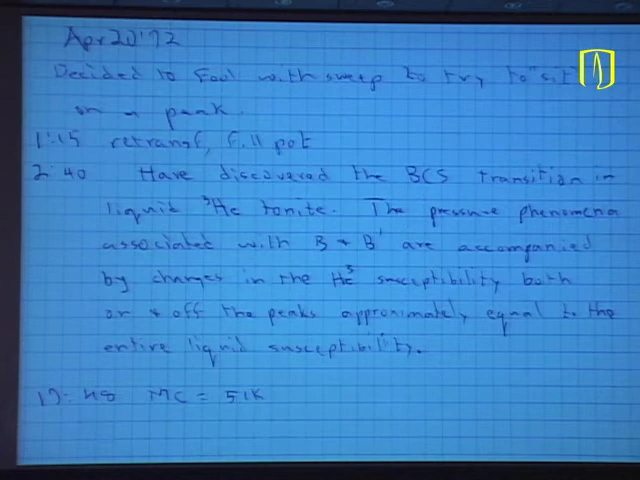 Apr 20'72
Decided to fool with sweep to try to "sit"
on a peak.
1:15 retransf, fill pot
2:40 Have discovered the BCS transition in
liquid ³He tonite. The pressure phenomena
associated with B + B' are accompanied
by changes in the He³ susceptibility both
on + off the peaks approximately equal to the
entire liquid susceptibility.
48 MC = 51K